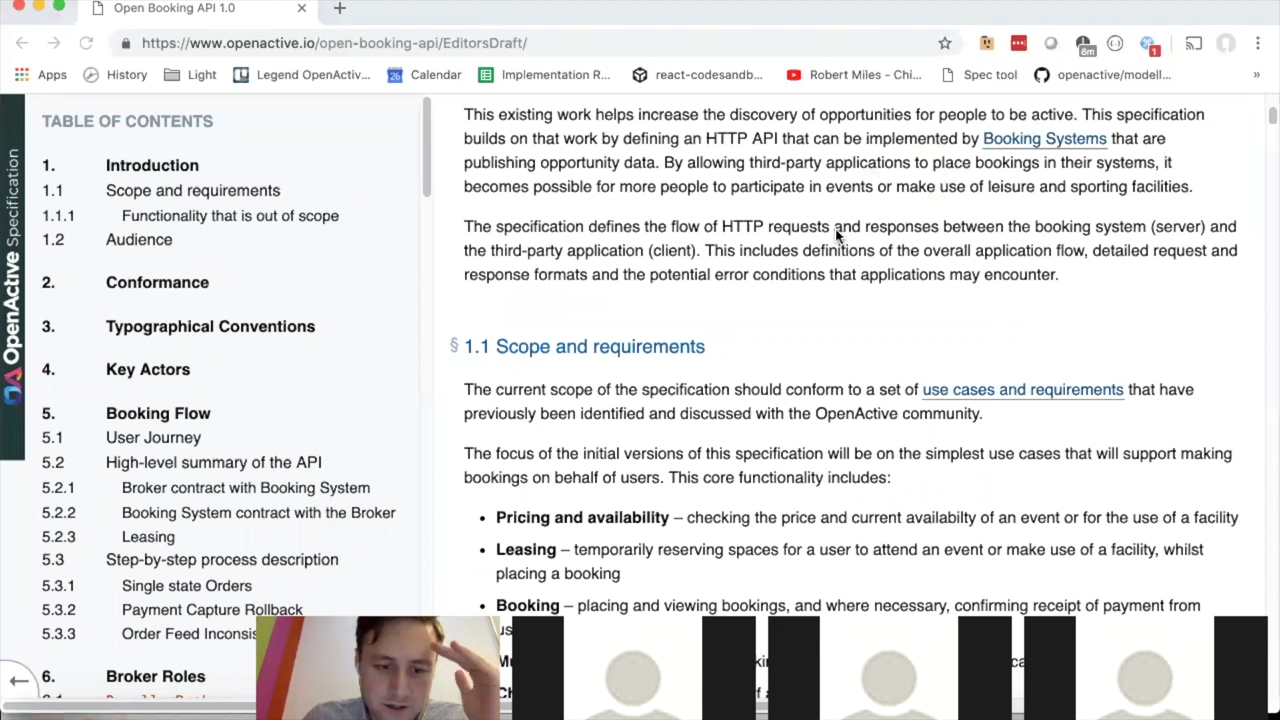 Open Booking API 1.0
https://www.openactive.io/open-booking-api/EditorsDraft/
6m
1
Apps
History
Light
Legend OpenActiv...
26
Calendar
Implementation R...
react-codesandb...
Robert Miles - Chi...
Spec tool
openactive/modell...
»
OpenActive Specification
TABLE OF CONTENTS
1. Introduction
1.1 Scope and requirements
1.1.1 Functionality that is out of scope
1.2 Audience
2. Conformance
3. Typographical Conventions
4. Key Actors
5. Booking Flow
5.1 User Journey
5.2 High-level summary of the API
5.2.1 Broker contract with Booking System
5.2.2 Booking System contract with the Broker
5.2.3 Leasing
5.3 Step-by-step process description
5.3.1 Single state Orders
5.3.2 Payment Capture Rollback
5.3.3 Order Feed Inconsis
6. Broker Roles
This existing work helps increase the discovery of opportunities for people to be active. This specification
builds on that work by defining an HTTP API that can be implemented by Booking Systems that are
publishing opportunity data. By allowing third-party applications to place bookings in their systems, it
becomes possible for more people to participate in events or make use of leisure and sporting facilities.
The specification defines the flow of HTTP requests and responses between the booking system (server) and
the third-party application (client). This includes definitions of the overall application flow, detailed request and
response formats and the potential error conditions that applications may encounter.
§ 1.1 Scope and requirements
The current scope of the specification should conform to a set of use cases and requirements that have
previously been identified and discussed with the OpenActive community.
The focus of the initial versions of this specification will be on the simplest use cases that will support making
bookings on behalf of users. This core functionality includes:
• Pricing and availability – checking the price and current availabilty of an event or for the use of a facility
• Leasing – temporarily reserving spaces for a user to attend an event or make use of a facility, whilst
placing a booking
• Booking – placing and viewing bookings, and where necessary, confirming receipt of payment from